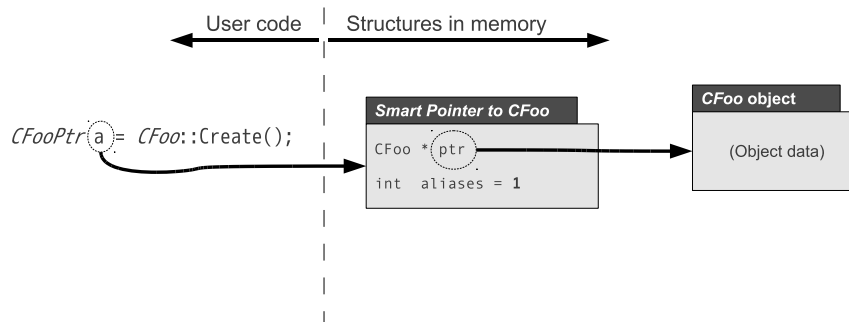 User code
Structures in memory
CFooPtr a = CFoo::Create();
Smart Pointer to CFoo
CFoo * ptr
int aliases = 1
CFoo object
(Object data)